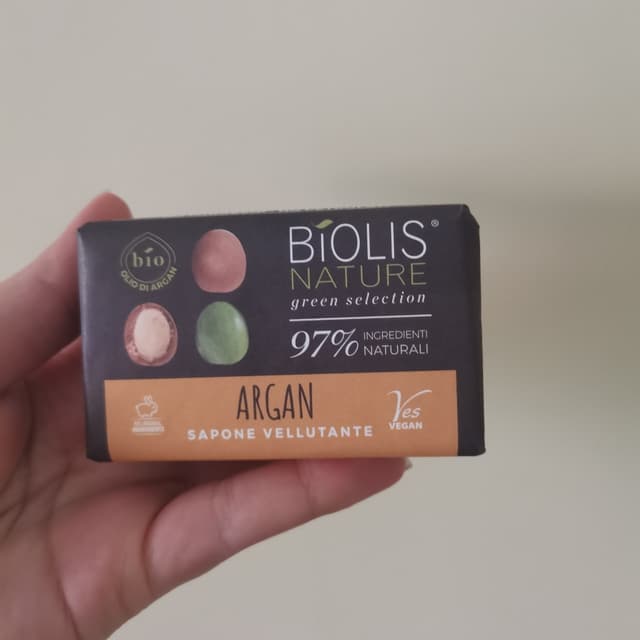 bio
OLIO DI ARGAN
BIOLIS®
NATURE
green selection
97% INGREDIENTI
NATURALI
ARGAN
SAPONE VELLUTANTE
Yes
VEGAN